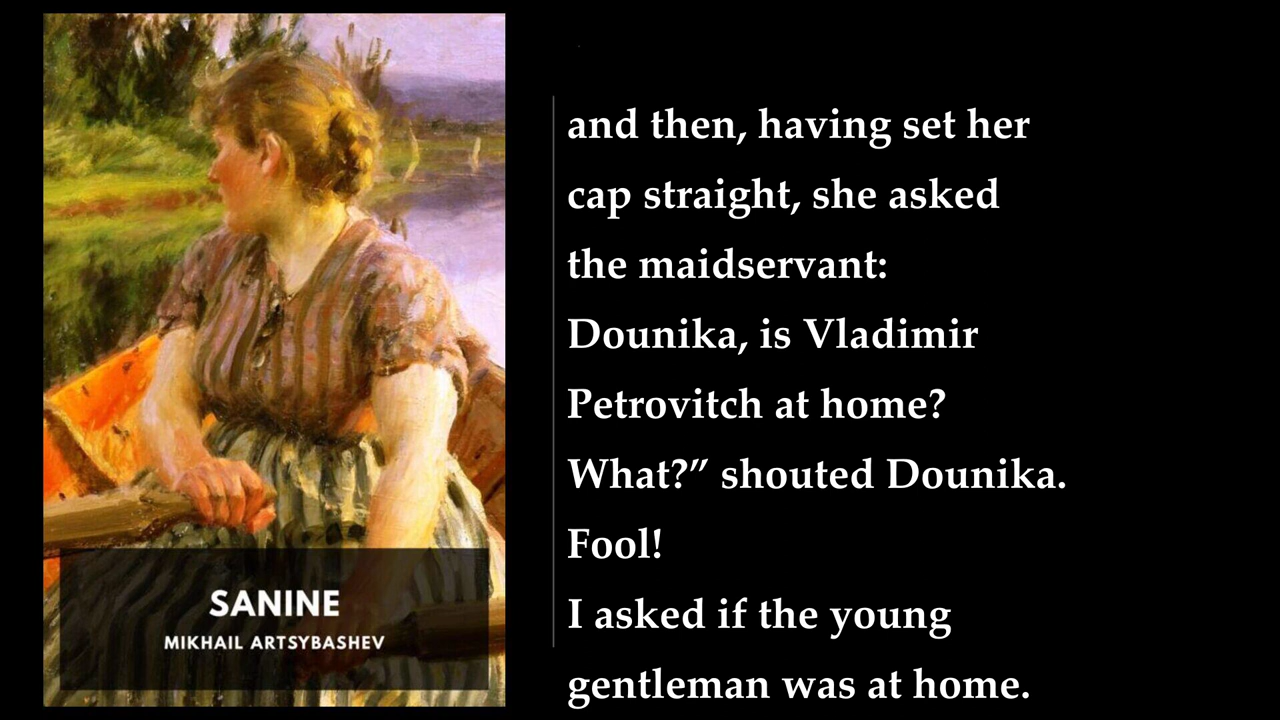 SANINE
MIKHAIL ARTSYBASHEV
and then, having set her
cap straight, she asked
the maidservant:
Dounika, is Vladimir
Petrovitch at home?
What?” shouted Dounika.
Fool!
I asked if the young
gentleman was at home.